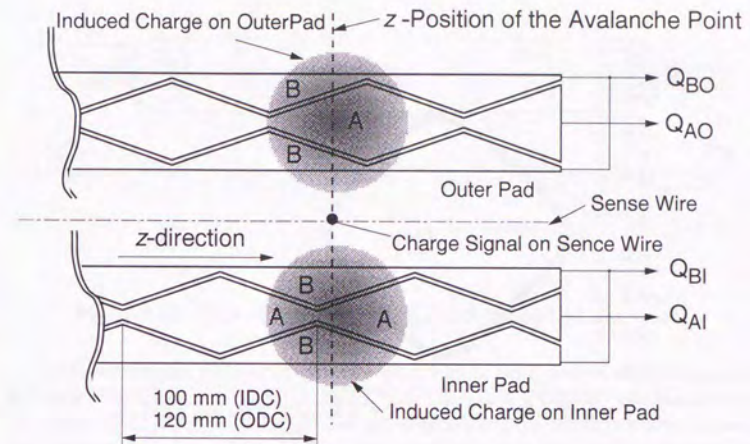 Induced Charge on OuterPad
z -Position of the Avalanche Point
B
A
B
Q_BO
Q_AO
Outer Pad
Sense Wire
z-direction
Charge Signal on Sence Wire
B
A
A
B
Q_BI
Q_AI
100 mm (IDC)
120 mm (ODC)
Inner Pad
Induced Charge on Inner Pad